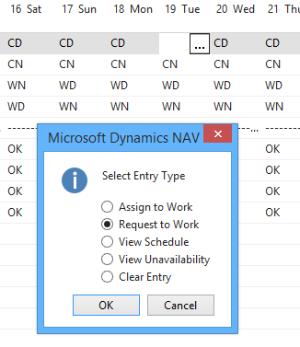 16 Sat 17 Sun 18 Mon 19 Tue 20 Wed 21 Thu
CD CD CD ... CD CD
CN CN CN CN CN CN
WN WD WD WD WD WD
WD WN WN WN WN WN
OK OK
OK OK
OK OK
OK OK
Microsoft Dynamics NAV
Select Entry Type
Assign to Work
Request to Work
View Schedule
View Unavailability
Clear Entry
OK Cancel